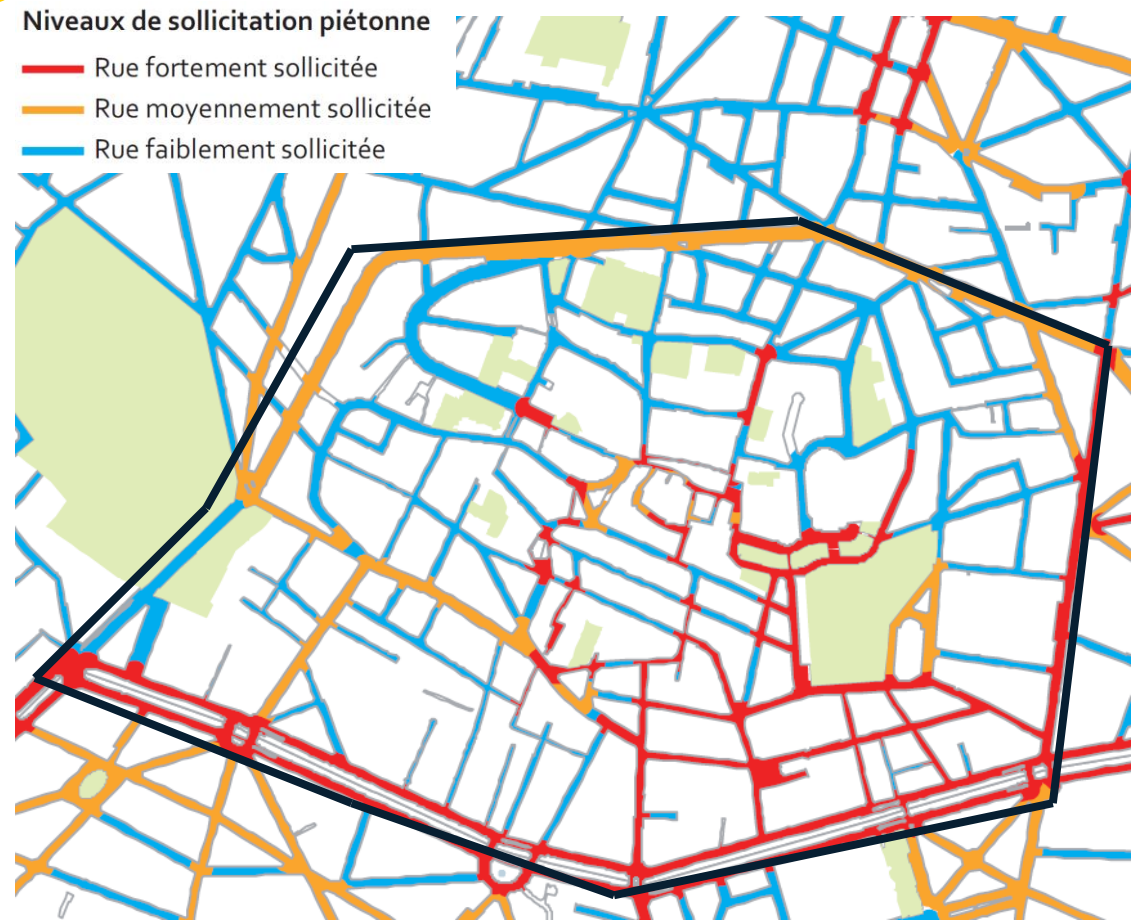 Niveaux de sollicitation piétonne
Rue fortement sollicitée
Rue moyennement sollicitée
Rue faiblement sollicitée